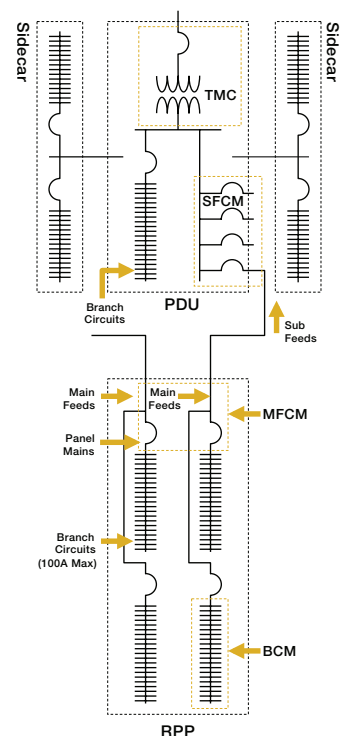 Sidecar
Sidecar
TMC
SFCM
Branch
Circuits
PDU
Sub
Feeds
Main
Feeds
Main
Feeds
MFCM
Panel
Mains
Branch
Circuits
(100A Max)
BCM
RPP